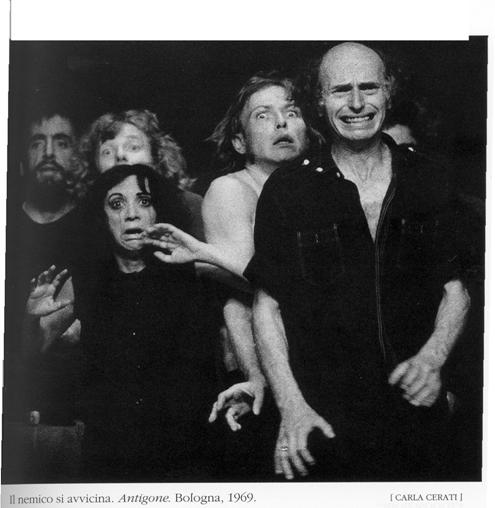 Il nemico si avvicina. Antigone. Bologna, 1969. [ CARLA CERATI ]